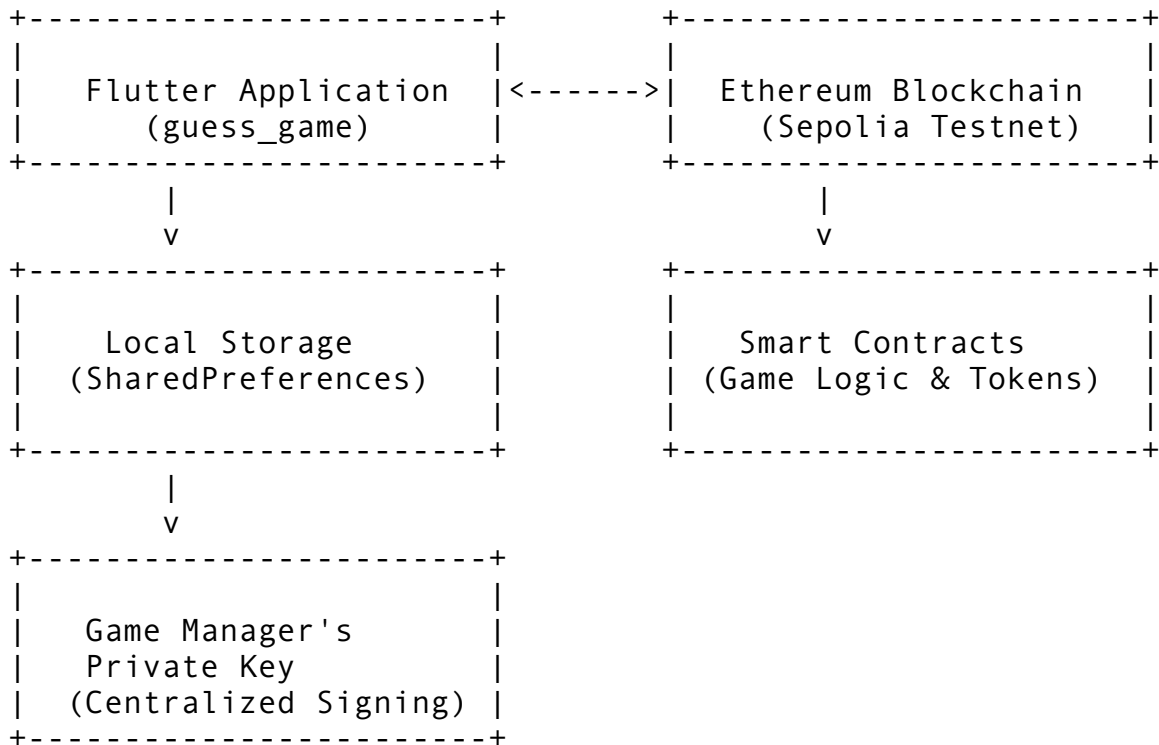 Flutter Application
(guess_game)
Ethereum Blockchain
(Sepolia Testnet)
Local Storage
(SharedPreferences)
Smart Contracts
(Game Logic & Tokens)
Game Manager's
Private Key
(Centralized Signing)